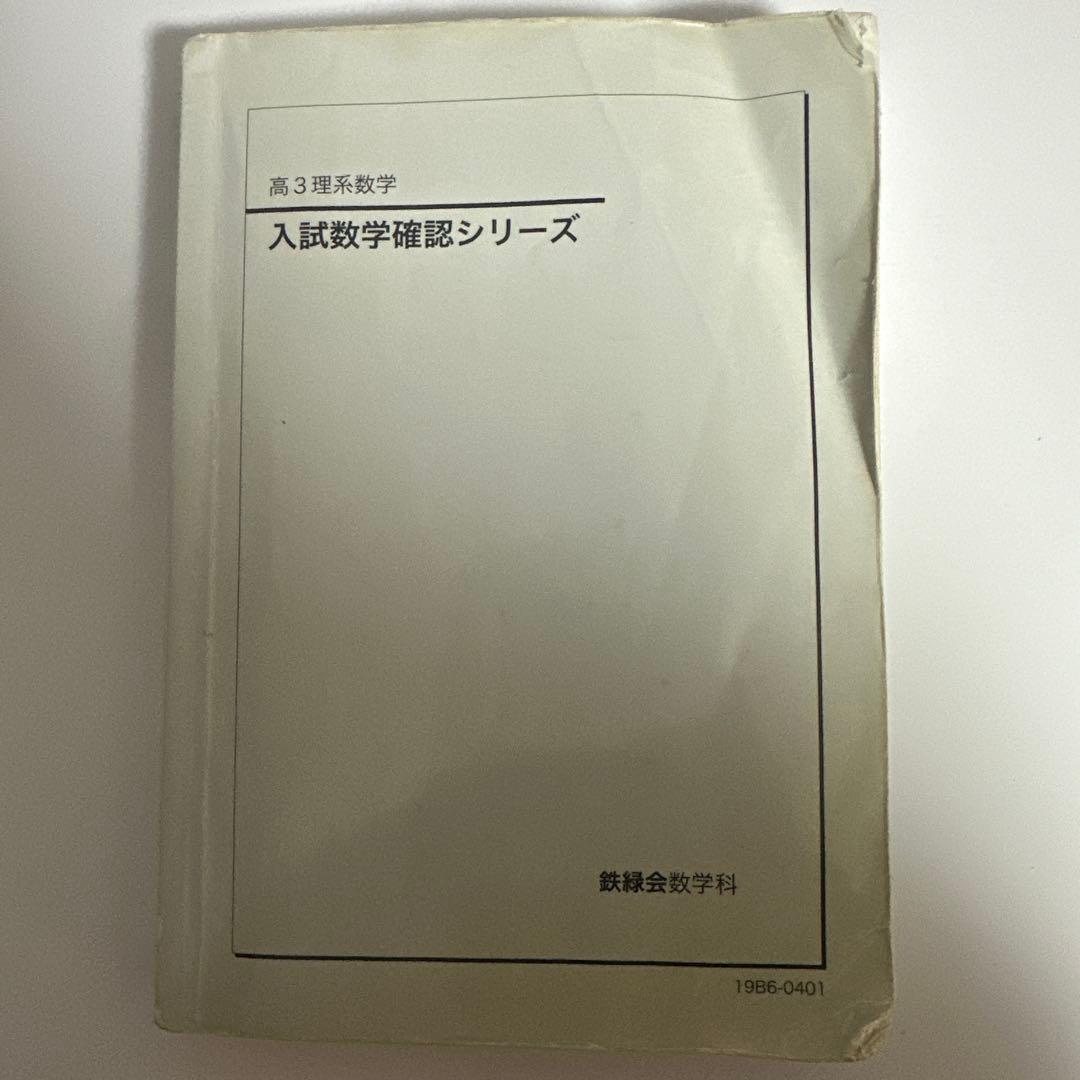 高３理系数学
入試数学確認シリーズ
鉄緑会数学科
19B6-0401